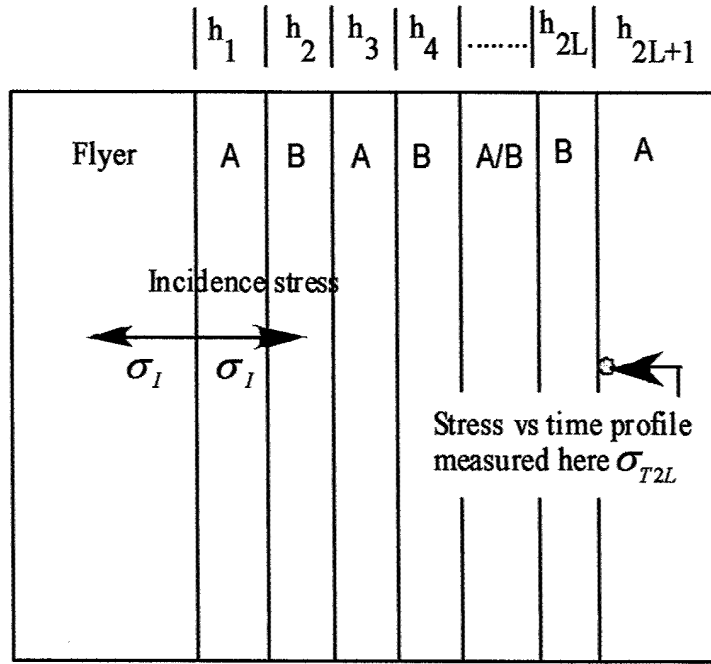 h1 h2 h3 h4 ........ h2L h2L+1
Flyer A B A B A/B B A
Incidence stress
σI σI
Stress vs time profile
measured here σT2L